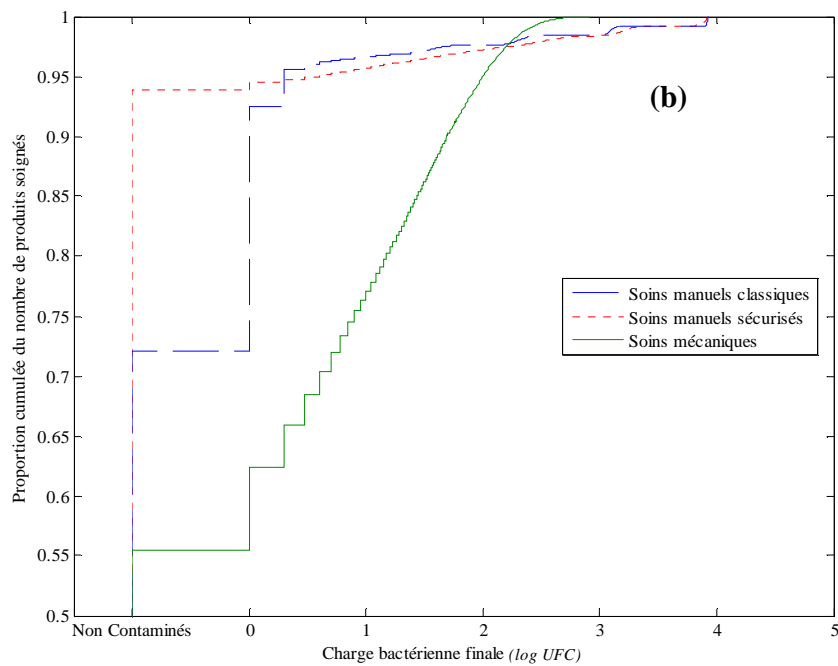 1
0.95
0.9
0.85
0.8
0.75
0.7
0.65
0.6
0.55
0.5
Proportion cumulée du nombre de produits soignés
(b)
Soins manuels classiques
Soins manuels sécurisés
Soins mécaniques
Non Contaminés 0 1 2 3 4 5
Charge bactérienne finale (log UFC)